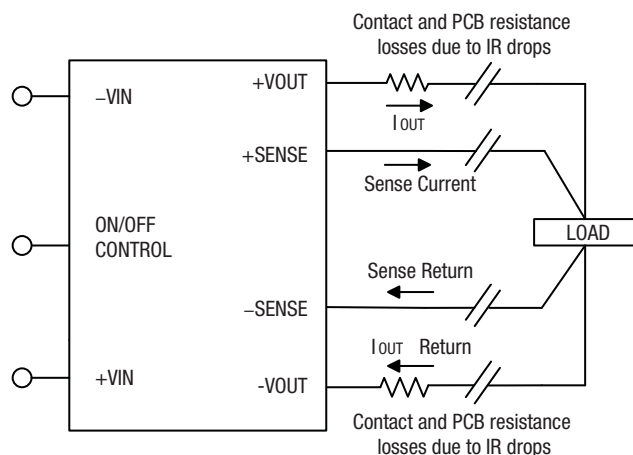 Contact and PCB resistance
losses due to IR drops
+VOUT
–VIN
IOUT
+SENSE
Sense Current
ON/OFF
CONTROL
LOAD
Sense Return
–SENSE
IOUT Return
+VIN
-VOUT
Contact and PCB resistance
losses due to IR drops